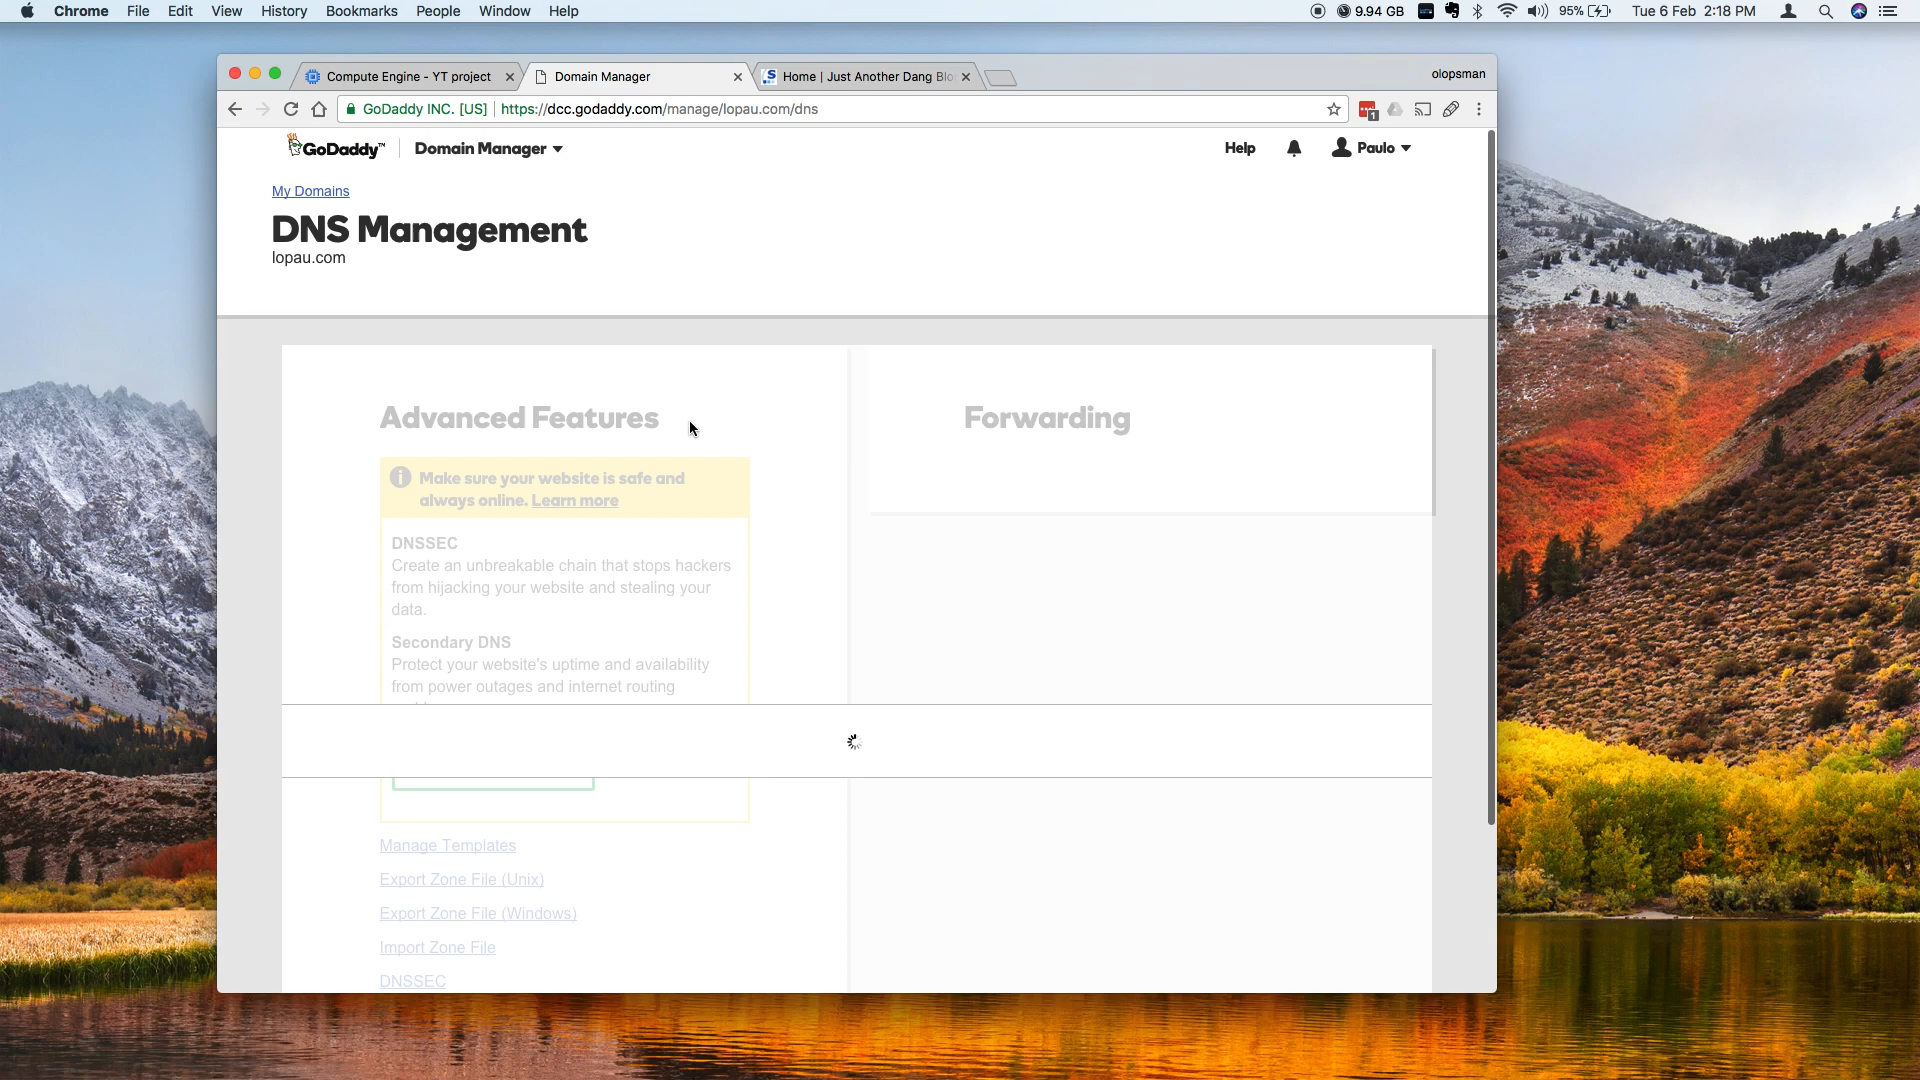 Chrome File Edit View History Bookmarks People Window Help 9.94 GB 95% Tue 6 Feb 2:18 PM
Compute Engine - YT project Domain Manager Home | Just Another Dang Blo olopsman
GoDaddy INC. [US] https://dcc.godaddy.com/manage/lopau.com/dns 1
GoDaddy™ Domain Manager Help Paulo
My Domains
DNS Management
lopau.com
Advanced Features
Make sure your website is safe and
always online. Learn more
DNSSEC
Create an unbreakable chain that stops hackers
from hijacking your website and stealing your
data.
Secondary DNS
Protect your website's uptime and availability
from power outages and internet routing
Manage Templates
Export Zone File (Unix)
Export Zone File (Windows)
Import Zone File
DNSSEC
Forwarding